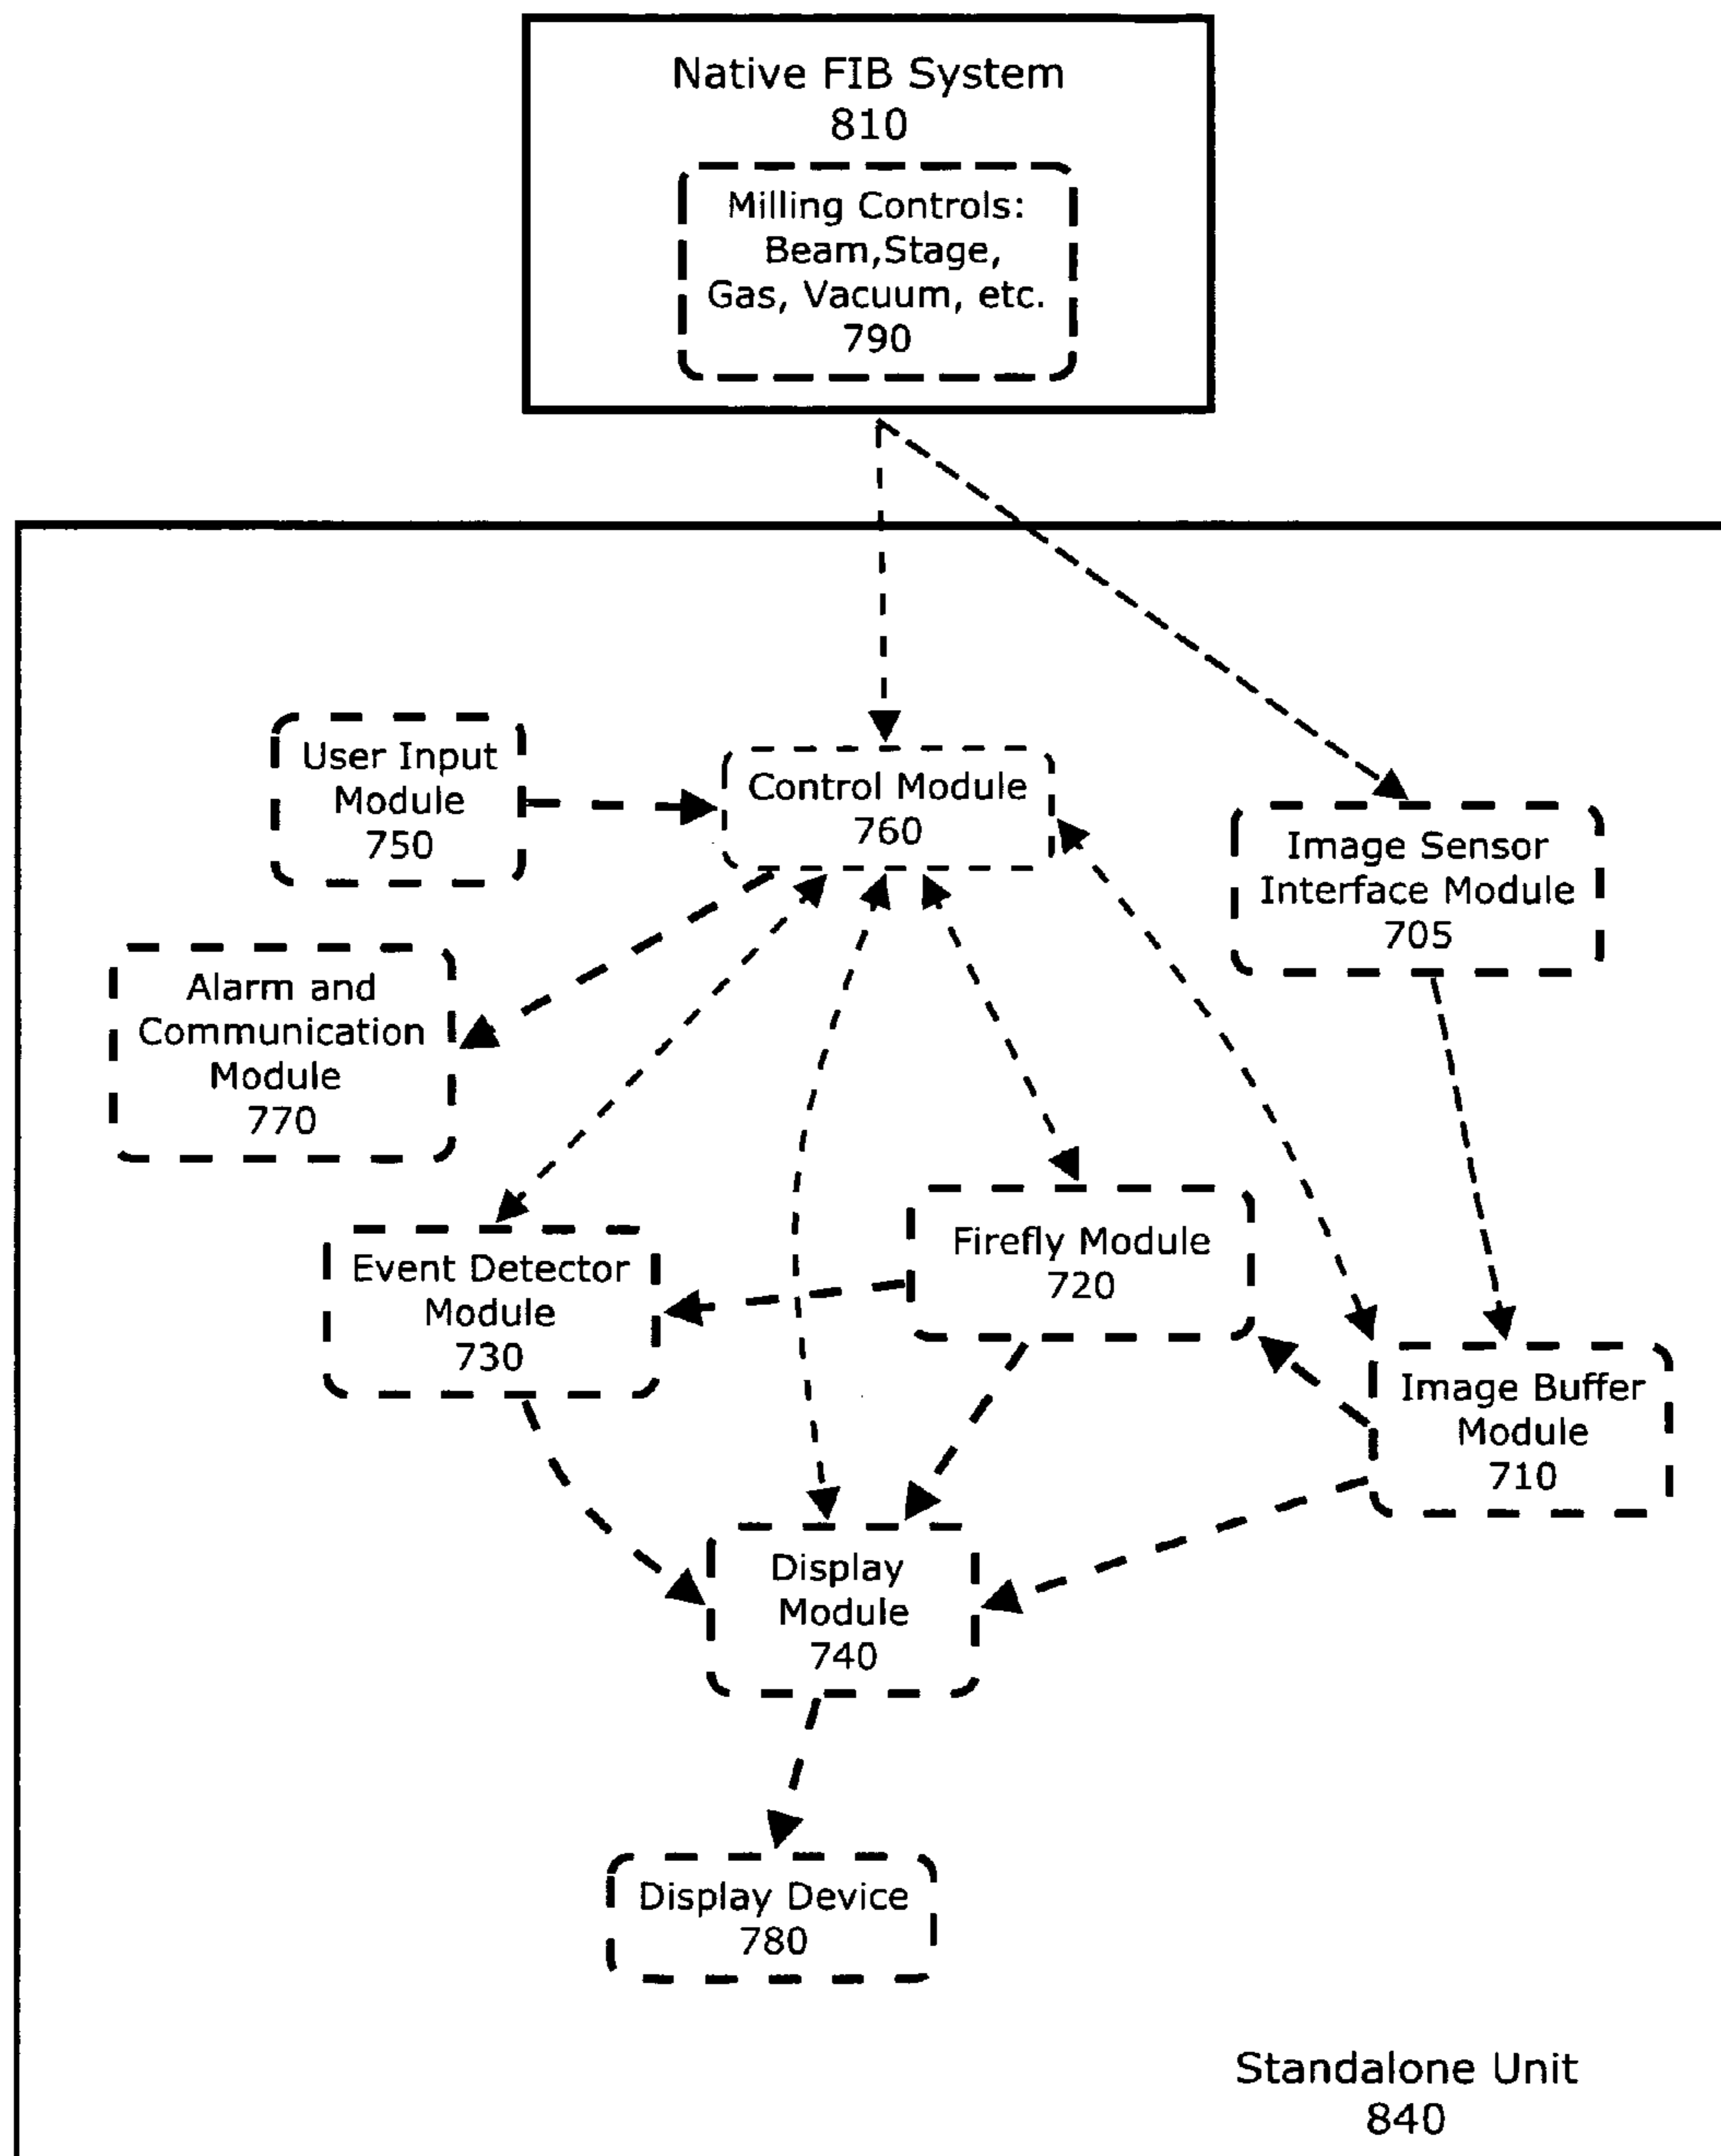 Native FIB System
810
Milling Controls:
Beam,Stage,
Gas, Vacuum, etc.
790
User Input
Module
750
Control Module
760
Image Sensor
Interface Module
705
Alarm and
Communication
Module
770
Firefly Module
720
Event Detector
Module
730
Image Buffer
Module
710
Display
Module
740
Display Device
780
Standalone Unit
840